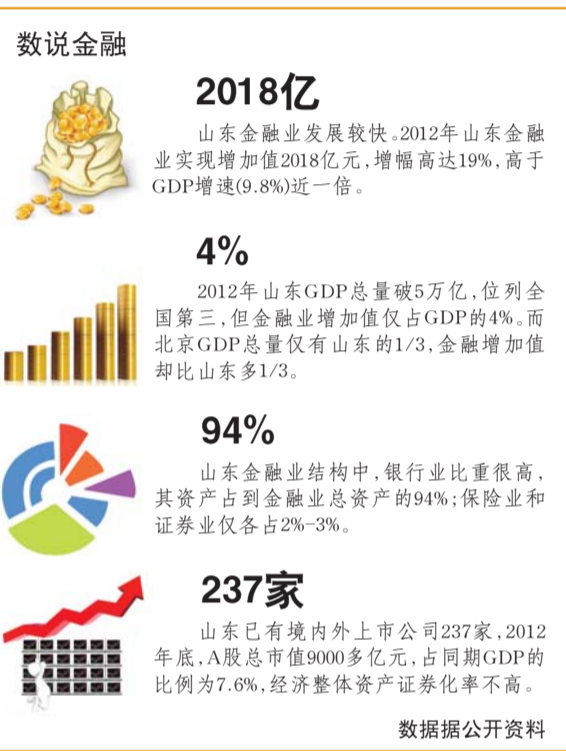 数说金融
2018亿
山东金融业发展较快。2012年山东金融
业实现增加值2018亿元,增幅高达19%,高于
GDP增速(9.8%)近一倍。
4%
2012年山东GDP总量破5万亿,位列全
国第三,但金融业增加值仅占GDP的4%。而
北京GDP总量仅有山东的1/3,金融增加值
却比山东多1/3。
94%
山东金融业结构中,银行业比重很高,
其资产占到金融业总资产的94%;保险业和
证券业仅各占2%-3%。
237家
山东已有境内外上市公司237家,2012
年底,A股总市值9000多亿元,占同期GDP的
比例为7.6%,经济整体资产证券化率不高。
数据据公开资料